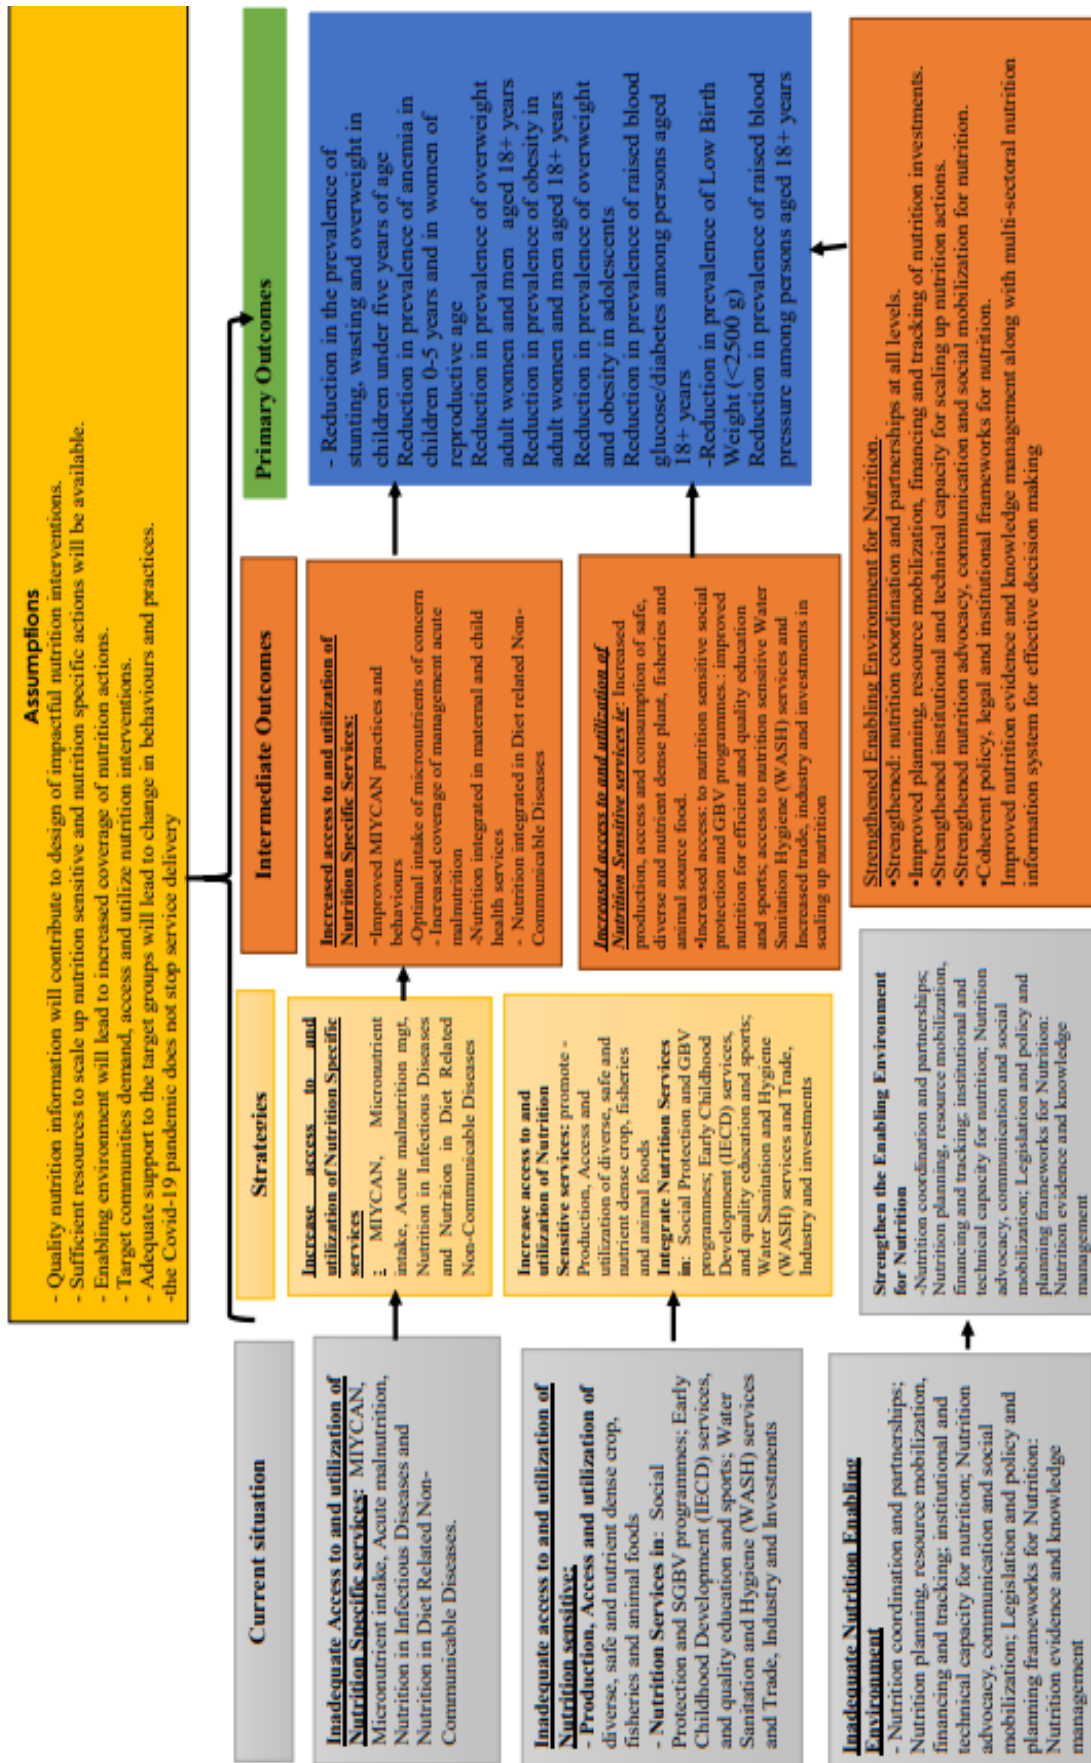 Assumptions
- Quality nutrition information will contribute to design of impactful nutrition interventions.
- Sufficient resources to scale up nutrition sensitive and nutrition specific actions will be available.
- Enabling environment will lead to increased coverage of nutrition actions.
- Target communities demand, access and utilize nutrition interventions.
- Adequate support to the target groups will lead to change in behaviours and practices.
-the Covid-19 pandemic does not stop service delivery
Current situation
Strategies
Intermediate Outcomes
Primary Outcomes
Inadequate Access to and utilization of
Nutrition Specific services: MIYCAN,
Micronutrient intake, Acute malnutrition,
Nutrition in Infectious Diseases and
Nutrition in Diet Related Non-
Communicable Diseases.
Increase access to and
utilization of Nutrition Specific
services
: MIYCAN, Micronutrient
intake, Acute malnutrition mgt,
Nutrition in Infectious Diseases
and Nutrition in Diet Related
Non-Communicable Diseases
Increased access to and utilization of
Nutrition Specific Services:
-Improved MIYCAN practices and
behaviours
-Optimal intake of micronutrients of concern
- Increased coverage of management acute
malnutrition
-Nutrition integrated in maternal and child
health services
- Nutrition integrated in Diet related Non-
Communicable Diseases
- Reduction in the prevalence of
stunting, wasting and overweight in
children under five years of age
Reduction in prevalence of anemia in
children 0-5 years and in women of
reproductive age
Reduction in prevalence of overweight
adult women and men aged 18+ years
Reduction in prevalence of obesity in
adult women and men aged 18+ years
Reduction in prevalence of overweight
and obesity in adolescents
Reduction in prevalence of raised blood
glucose/diabetes among persons aged
18+ years
-Reduction in prevalence of Low Birth
Weight (<2500 g)
Reduction in prevalence of raised blood
pressure among persons aged 18+ years
Inadequate access to and utilization of
Nutrition sensitive:
- Production, Access and utilization of
diverse, safe and nutrient dense crop,
fisheries and animal foods
- Nutrition Services in: Social
Protection and SGBV programmes; Early
Childhood Development (IECD) services,
and quality education and sports; Water
Sanitation and Hygiene (WASH) services
and Trade, Industry and Investments
Increase access to and
utilization of Nutrition
Sensitive services: promote -
Production, Access and
utilization of diverse, safe and
nutrient dense crop, fisheries
and animal foods
Integrate Nutrition Services
in: Social Protection and GBV
programmes; Early Childhood
Development (IECD) services,
and quality education and sports;
Water Sanitation and Hygiene
(WASH) services and Trade,
Industry and investments
Increased access to and utilization of
Nutrition Sensitive services ie: Increased
production, access and consumption of safe,
diverse and nutrient dense plant, fisheries and
animal source food.
•Increased access: to nutrition sensitive social
protection and GBV programmes.: improved
nutrition for efficient and quality education
and sports; access to nutrition sensitive Water
Sanitation Hygiene (WASH) services and
Increased trade, industry and investments in
scaling up nutrition
Inadequate Nutrition Enabling
Environment
- Nutrition coordination and partnerships;
Nutrition planning, resource mobilization,
financing and tracking; institutional and
technical capacity for nutrition; Nutrition
advocacy, communication and social
mobilization; Legislation and policy and
planning frameworks for Nutrition:
Nutrition evidence and knowledge
management
Strengthen the Enabling Environment
for Nutrition
-Nutrition coordination and partnerships;
Nutrition planning, resource mobilization,
financing and tracking; institutional and
technical capacity for nutrition; Nutrition
advocacy, communication and social
mobilization; Legislation and policy and
planning frameworks for Nutrition:
Nutrition evidence and knowledge
management
Strengthened Enabling Environment for Nutrition.
•Strengthened: nutrition coordination and partnerships at all levels.
•Improved planning, resource mobilization, financing and tracking of nutrition investments.
•Strengthened institutional and technical capacity for scaling up nutrition actions.
•Strengthened nutrition advocacy, communication and social mobilization for nutrition.
•Coherent policy, legal and institutional frameworks for nutrition.
Improved nutrition evidence and knowledge management along with multi-sectoral nutrition
information system for effective decision making